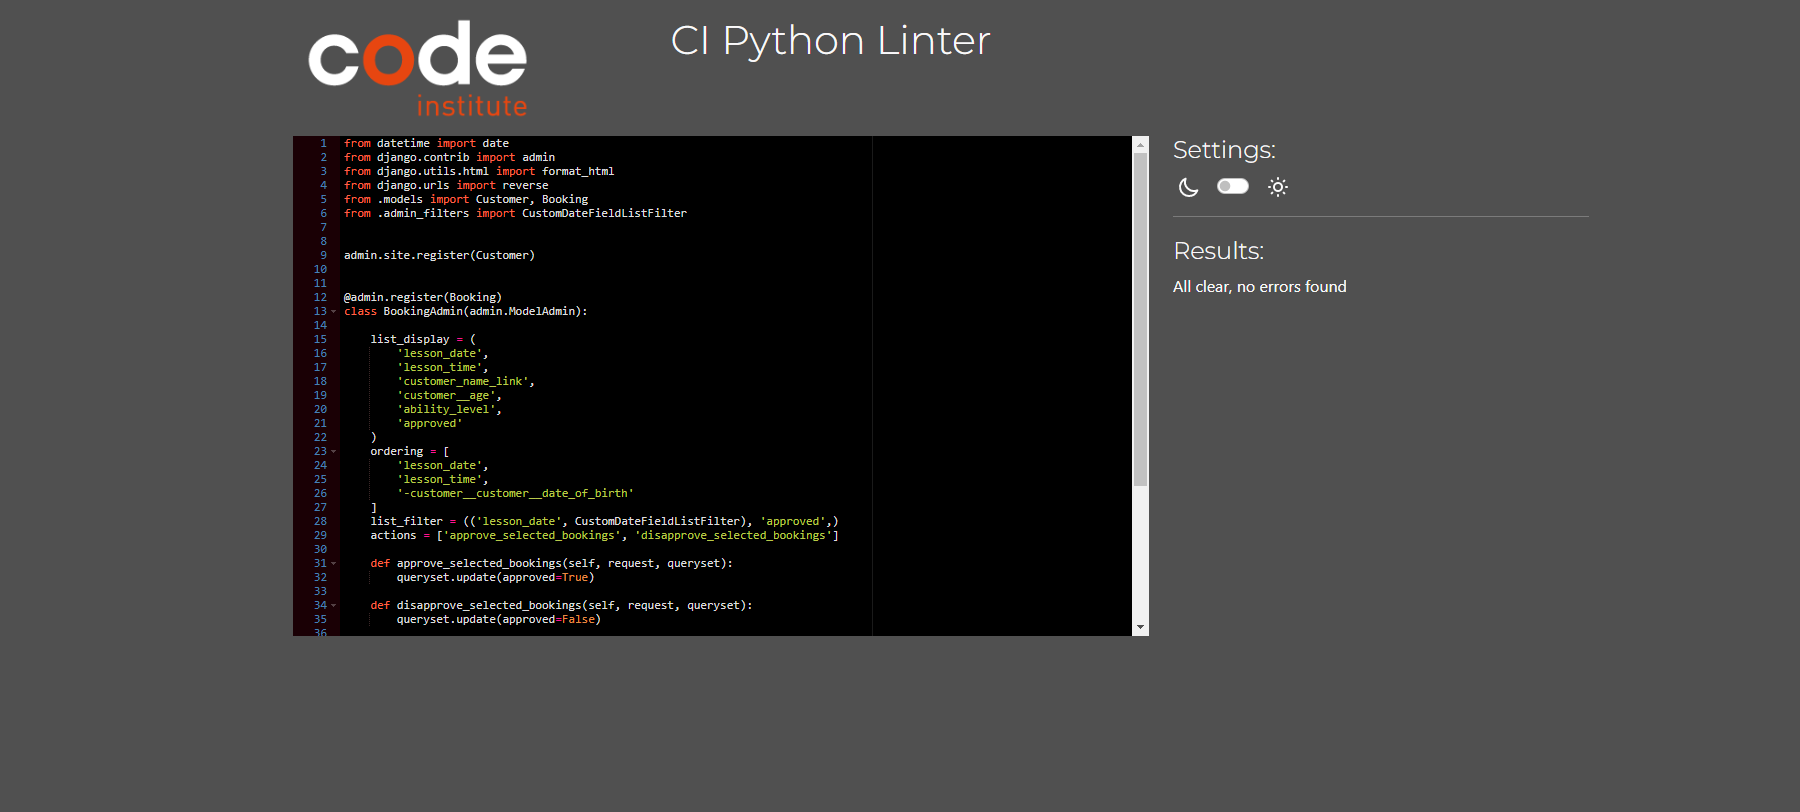 code
institute
CI Python Linter
1 from datetime import date
2 from django.contrib import admin
3 from django.utils.html import format_html
4 from django.urls import reverse
5 from .models import Customer, Booking
6 from .admin_filters import CustomDateFieldListFilter
7
8
9 admin.site.register(Customer)
10
11
12 @admin.register(Booking)
13 class BookingAdmin(admin.ModelAdmin):
14
15     list_display = (
16         'lesson_date',
17         'lesson_time',
18         'customer_name_link',
19         'customer__age',
20         'ability_level',
21         'approved'
22     )
23     ordering = [
24         'lesson_date',
25         'lesson_time',
26         '-customer__customer__date_of_birth'
27     ]
28     list_filter = (('lesson_date', CustomDateFieldListFilter), 'approved',)
29     actions = ['approve_selected_bookings', 'disapprove_selected_bookings']
30
31     def approve_selected_bookings(self, request, queryset):
32         queryset.update(approved=True)
33
34     def disapprove_selected_bookings(self, request, queryset):
35         queryset.update(approved=False)
36
Settings:
Results:
All clear, no errors found